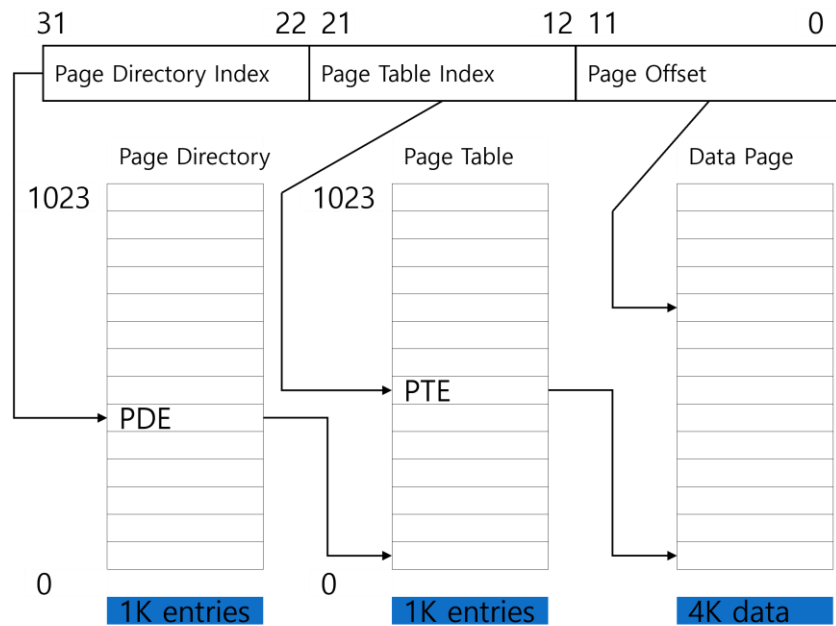 31 22 21 12 11 0
Page Directory Index Page Table Index Page Offset
Page Directory Page Table Data Page
1023 1023
PTE
PDE
0 0
1K entries 1K entries 4K data